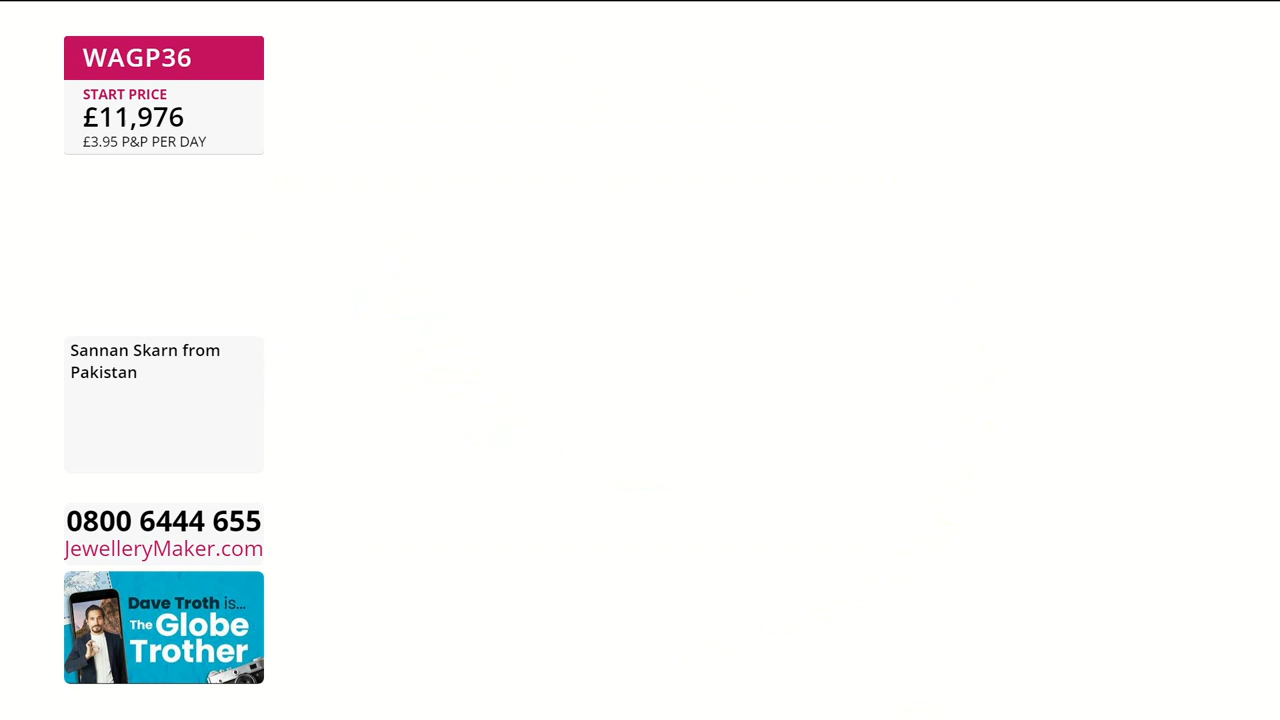 WAGP36
START PRICE
£11,976
£3.95 P&P PER DAY
Sannan Skarn from
Pakistan
0800 6444 655
JewelleryMaker.com
Dave Troth is...
The Globe
Trother